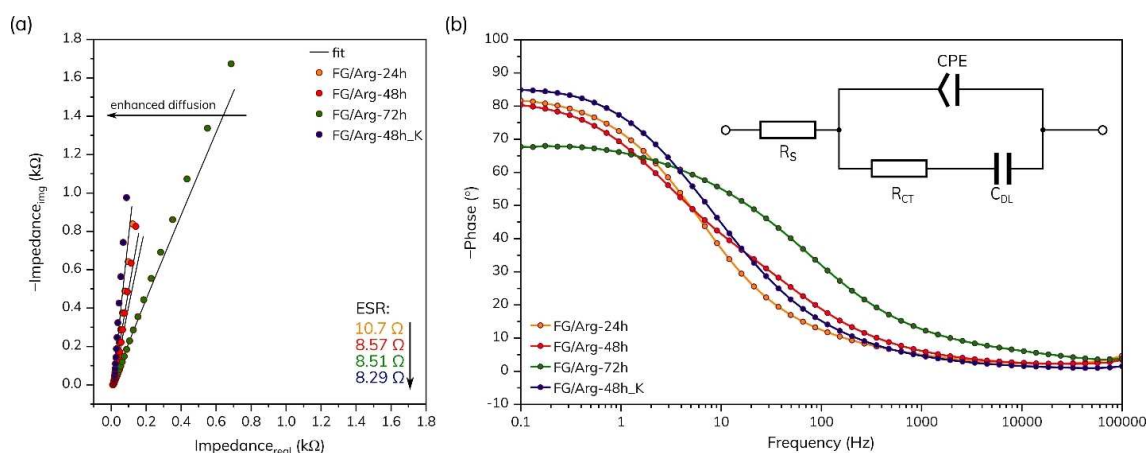 (a)
1.8
1.6
1.4
1.2
1.0
0.8
0.6
0.4
0.2
0.0
−Impedance_img (kΩ)
fit
FG/Arg-24h
FG/Arg-48h
FG/Arg-72h
FG/Arg-48h_K
enhanced diffusion
ESR:
10.7 Ω
8.57 Ω
8.51 Ω
8.29 Ω
0.0 0.2 0.4 0.6 0.8 1.0 1.2 1.4 1.6 1.8
Impedance_real (kΩ)
(b)
100
90
80
70
60
50
40
30
20
10
0
-10
−Phase (°)
CPE
R_S
R_CT
C_DL
FG/Arg-24h
FG/Arg-48h
FG/Arg-72h
FG/Arg-48h_K
0.1 1 10 100 1000 10000 100000
Frequency (Hz)